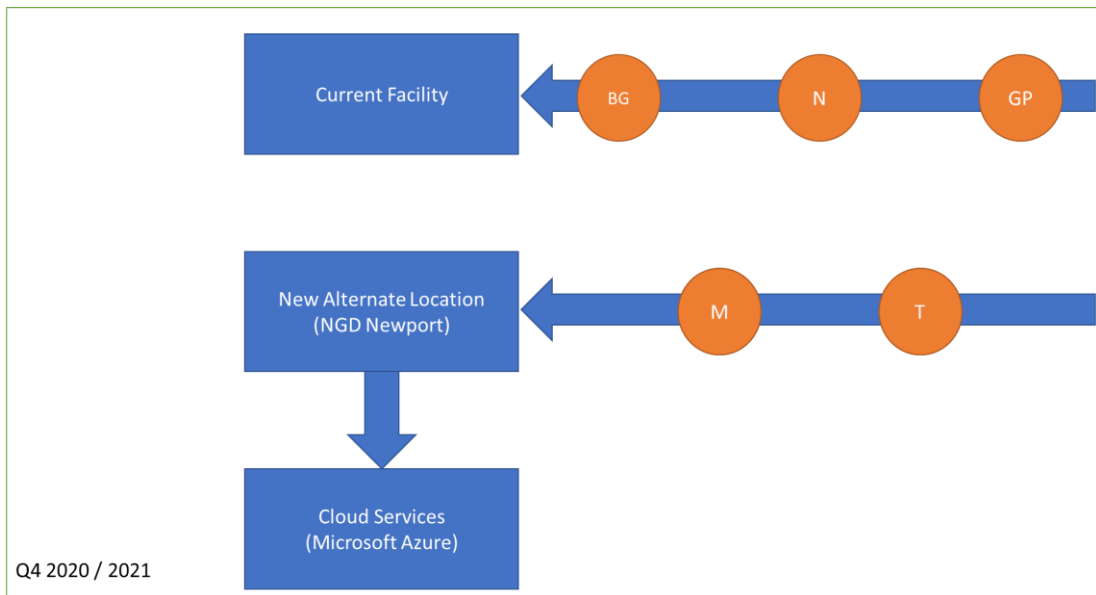 Current Facility
BG
N
GP
New Alternate Location
(NGD Newport)
M
T
Cloud Services
(Microsoft Azure)
Q4 2020 / 2021